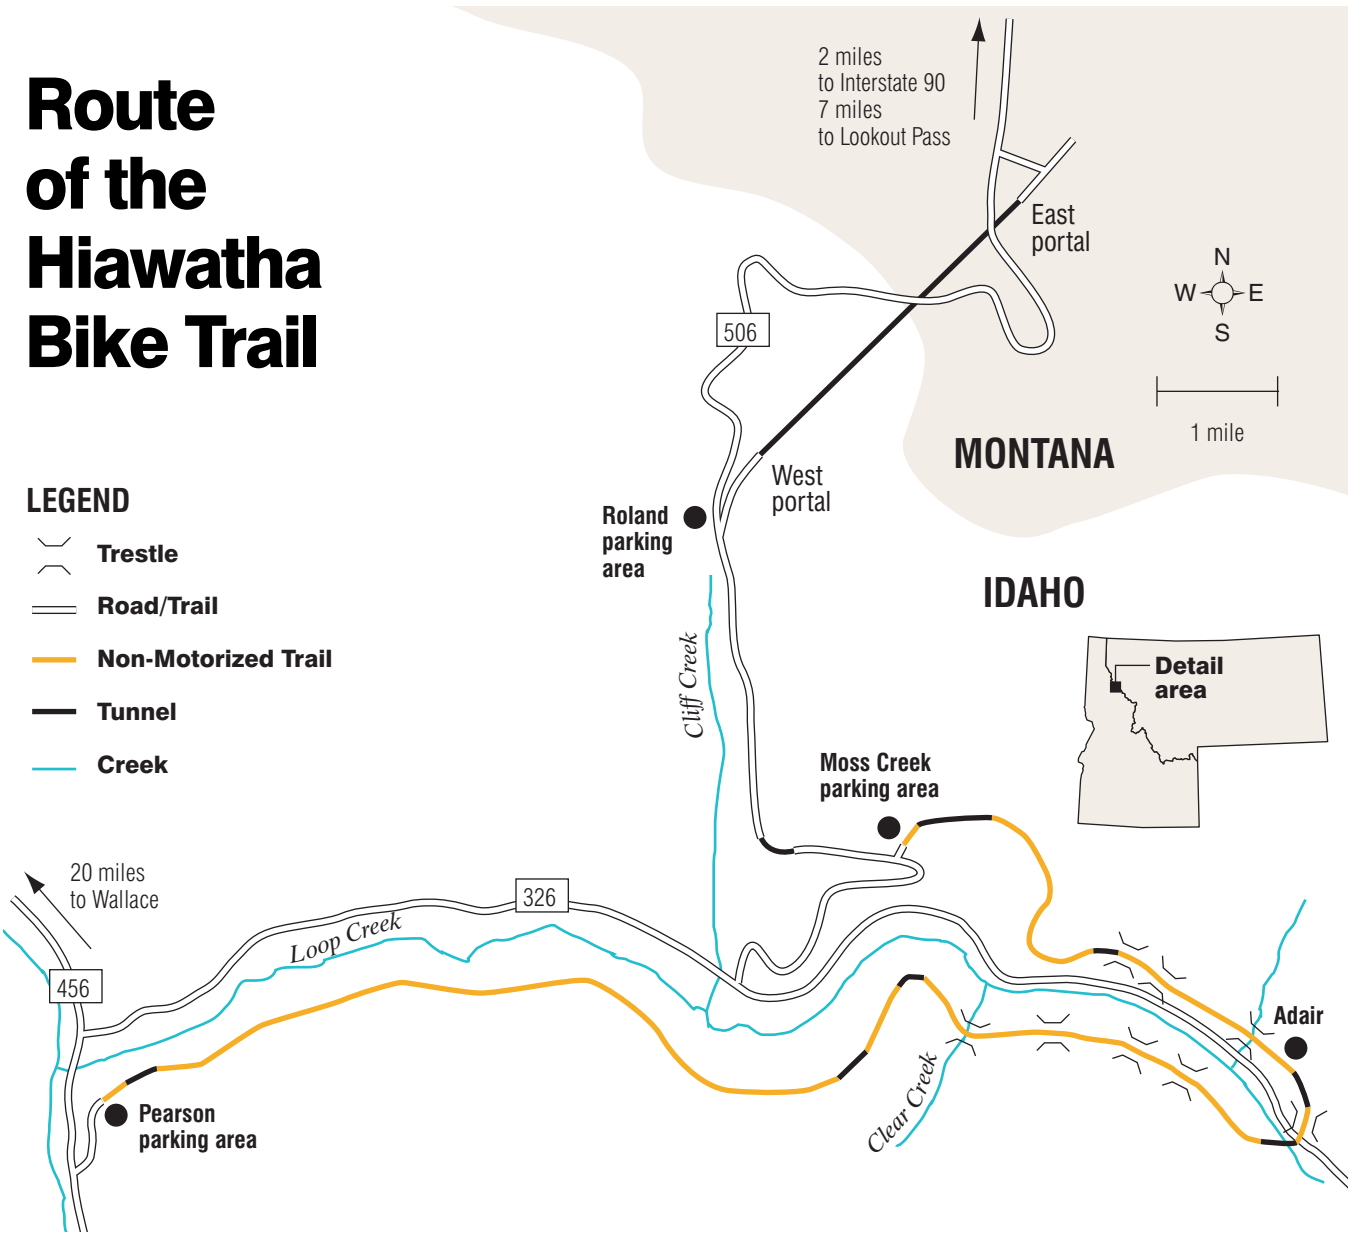 Route
of the
Hiawatha
Bike Trail
2 miles
to Interstate 90
7 miles
to Lookout Pass
East
portal
N
W
E
S
1 mile
506
MONTANA
West
portal
Roland
parking
area
IDAHO
LEGEND
Trestle
Road/Trail
Non-Motorized Trail
Tunnel
Creek
Cliff Creek
Detail
area
Moss Creek
parking area
20 miles
to Wallace
326
Loop Creek
456
Adair
Clear Creek
Pearson
parking area